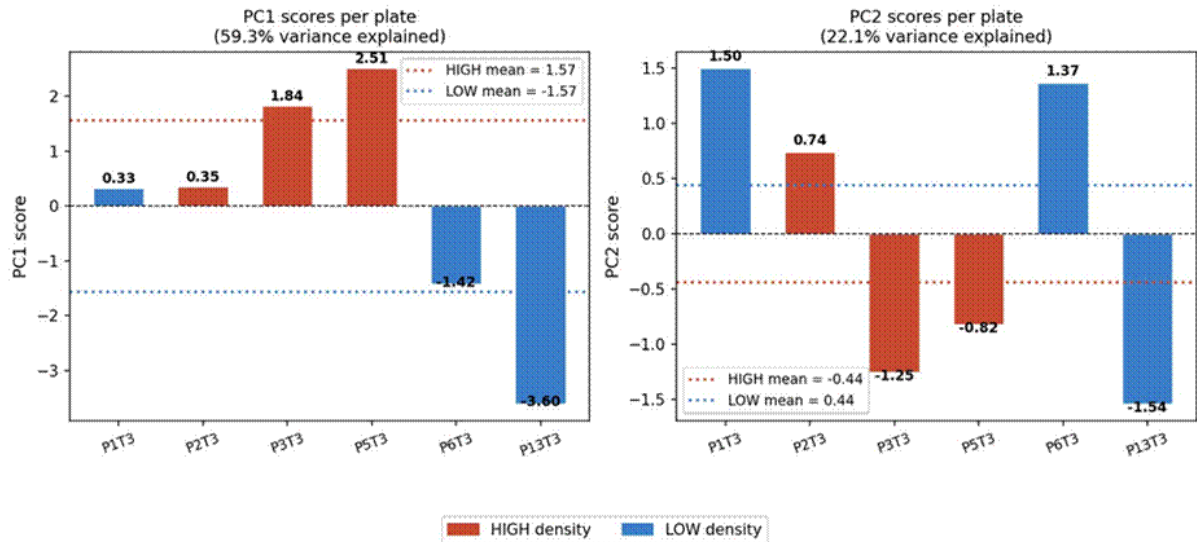 PC1 scores per plate
(59.3% variance explained)
HIGH mean = 1.57
LOW mean = -1.57
PC1 score
2
1
0
−1
−2
−3
0.33
0.35
1.84
2.51
-1.42
-3.60
P1T3
P2T3
P3T3
P5T3
P6T3
P13T3
PC2 scores per plate
(22.1% variance explained)
PC2 score
1.5
1.0
0.5
0.0
−0.5
−1.0
−1.5
1.50
0.74
-1.25
-0.82
1.37
-1.54
HIGH mean = -0.44
LOW mean = 0.44
P1T3
P2T3
P3T3
P5T3
P6T3
P13T3
HIGH density
LOW density